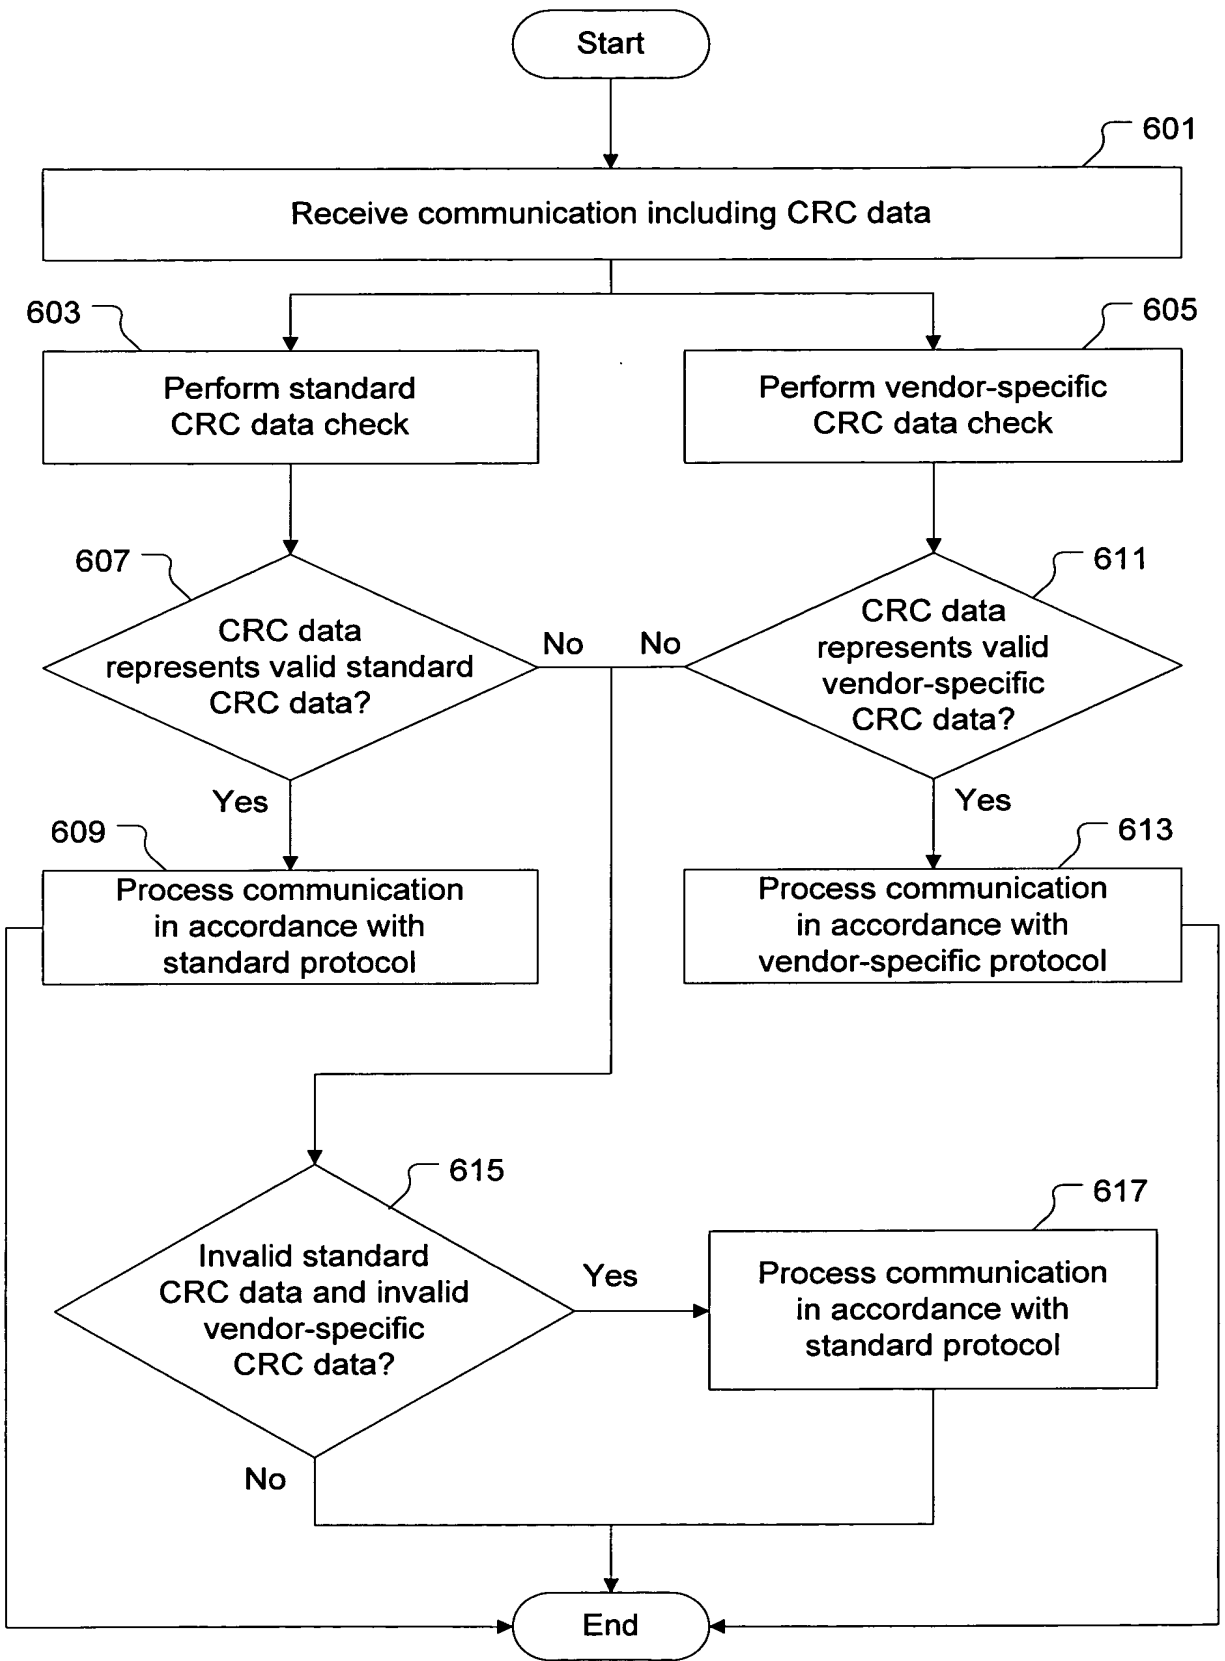 Start
601
Receive communication including CRC data
603
605
Perform standard
CRC data check
Perform vendor-specific
CRC data check
607
611
CRC data
represents valid standard
CRC data?
No
No
CRC data
represents valid
vendor-specific
CRC data?
Yes
Yes
609
613
Process communication
in accordance with
standard protocol
Process communication
in accordance with
vendor-specific protocol
615
617
Invalid standard
CRC data and invalid
vendor-specific
CRC data?
Yes
Process communication
in accordance with
standard protocol
No
End